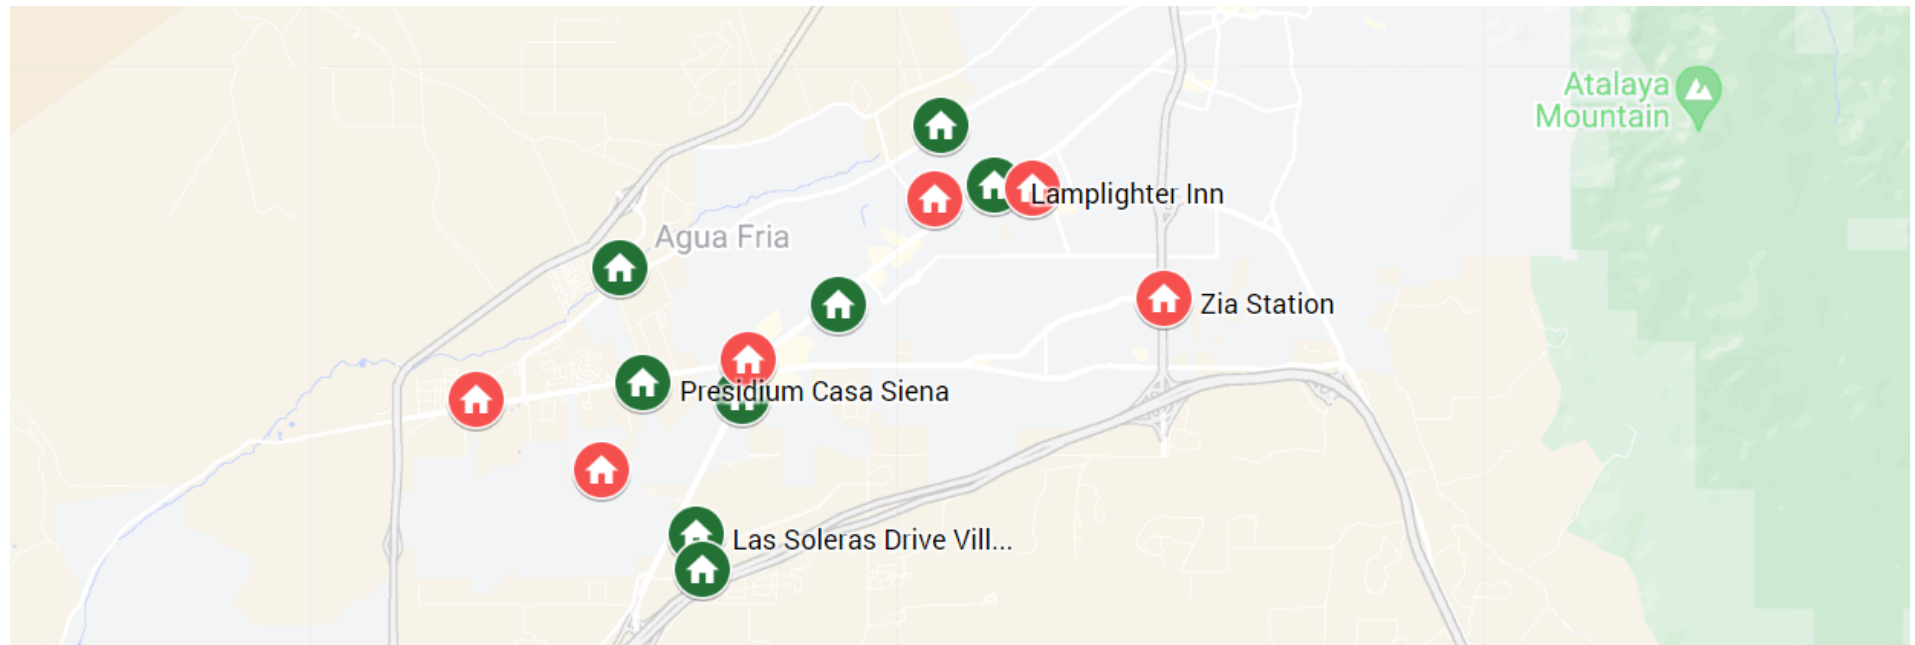 Atalaya
Mountain
Lamplighter Inn
Agua Fria
Zia Station
Presidium Casa Siena
Las Soleras Drive Vill...